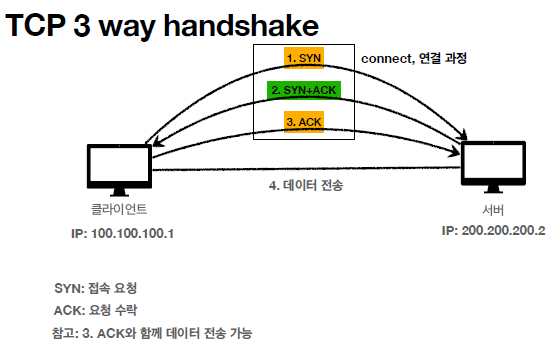 TCP 3 way handshake
1. SYN
connect, 연결 과정
2. SYN+ACK
3. ACK
4. 데이터 전송
클라이언트
서버
IP: 100.100.100.1
IP: 200.200.200.2
SYN: 접속 요청
ACK: 요청 수락
참고: 3. ACK와 함께 데이터 전송 가능